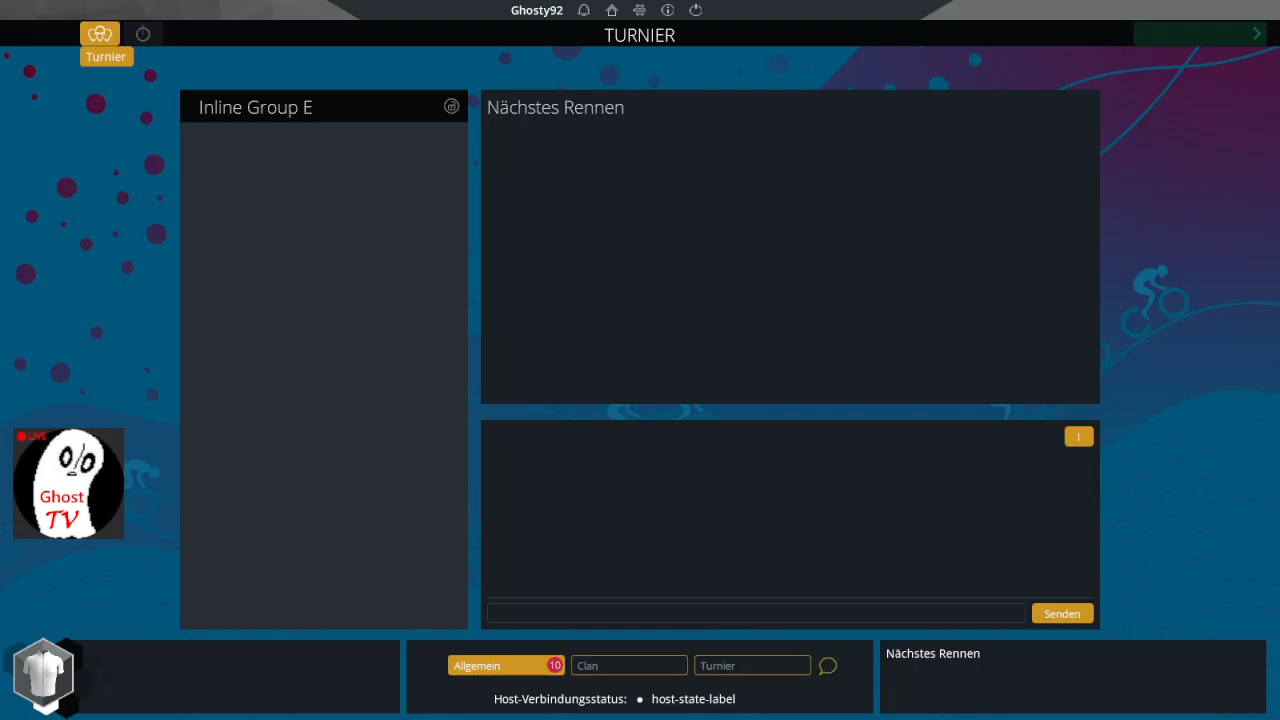 Ghosty92
TURNIER
Turnier
Inline Group E
Nächstes Rennen
!
LIVE
Ghost
TV
Senden
Allgemein 10
Clan
Turnier
Nächstes Rennen
Host-Verbindungsstatus: ● host-state-label